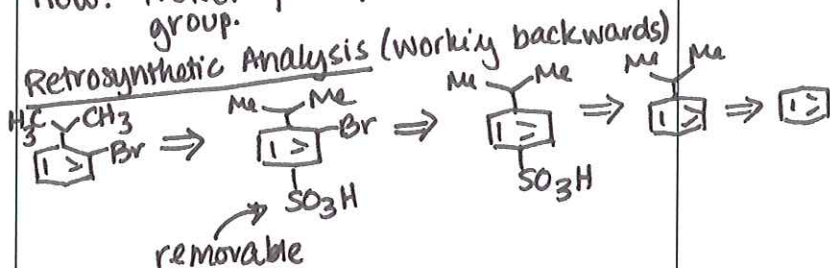 group.
Retrosynthetic Analysis (working backwards)
H3C CH3 Br ⇒ Me Me Br SO3H ⇒ Me Me SO3H ⇒ Me Me ⇒
removable